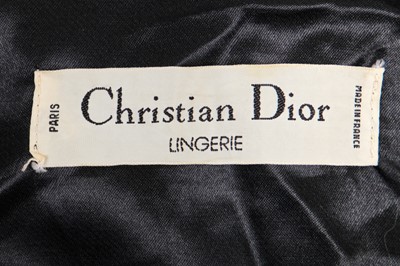 PARIS
Christian Dior
LINGERIE
MADE IN FRANCE